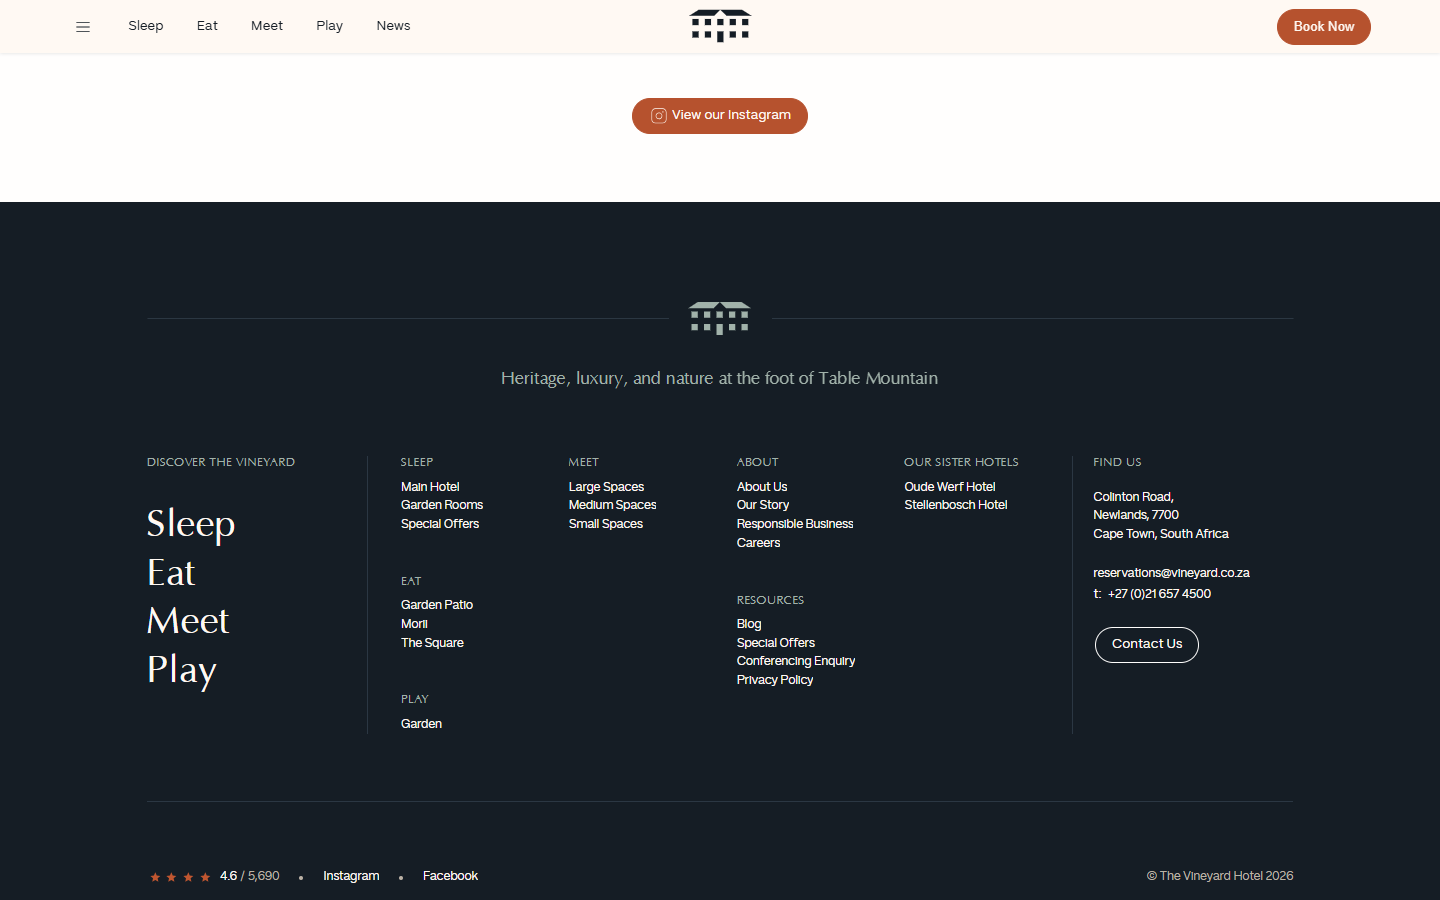 Sleep
Eat
Meet
Play
News
Book Now
View our Instagram
Heritage, luxury, and nature at the foot of Table Mountain
DISCOVER THE VINEYARD
Sleep
Eat
Meet
Play
SLEEP
Main Hotel
Garden Rooms
Special Offers
EAT
Garden Patio
Morli
The Square
PLAY
Garden
MEET
Large Spaces
Medium Spaces
Small Spaces
ABOUT
About Us
Our Story
Responsible Business
Careers
RESOURCES
Blog
Special Offers
Conferencing Enquiry
Privacy Policy
OUR SISTER HOTELS
Oude Werf Hotel
Stellenbosch Hotel
FIND US
Colinton Road,
Newlands, 7700
Cape Town, South Africa
reservations@vineyard.co.za
t: +27 (0)21 657 4500
Contact Us
4.6 / 5,690
Instagram
Facebook
© The Vineyard Hotel 2026